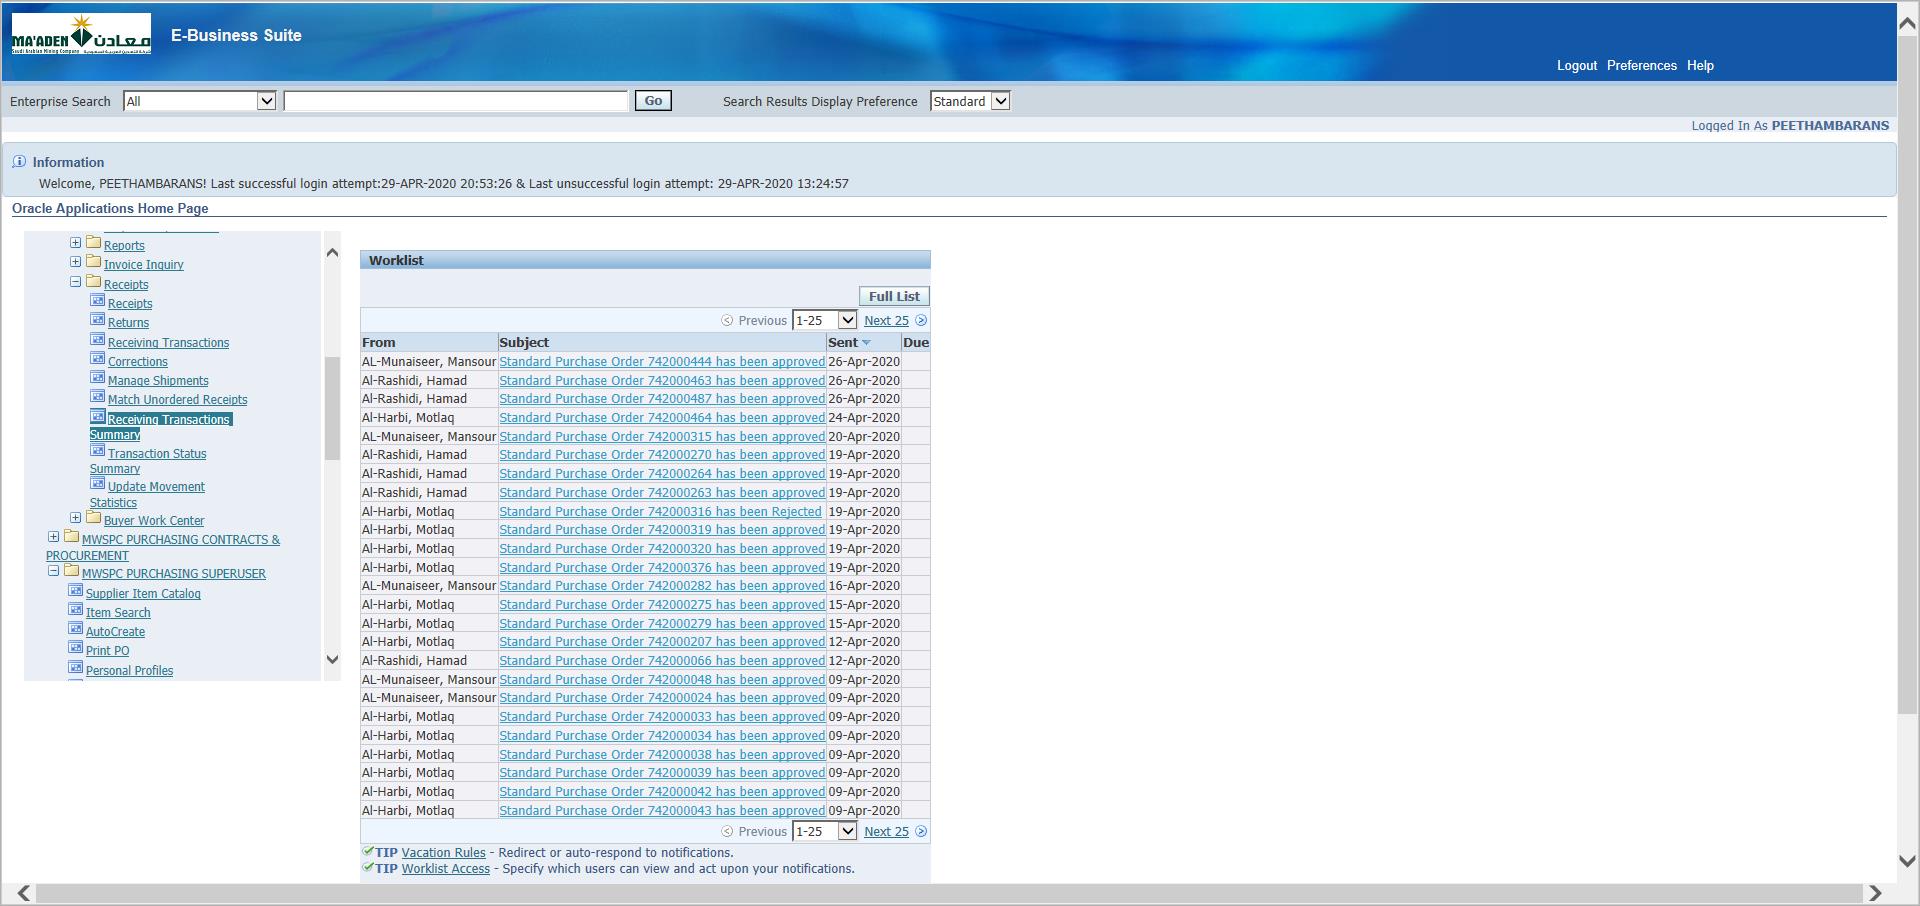 MA'ADEN معادن
Saudi Arabian Mining Company
E-Business Suite
Logout Preferences Help
Enterprise Search All Go Search Results Display Preference Standard
Logged In As PEETHAMBARANS
Information
Welcome, PEETHAMBARANS! Last successful login attempt:29-APR-2020 20:53:26 & Last unsuccessful login attempt: 29-APR-2020 13:24:57
Oracle Applications Home Page
Reports
Invoice Inquiry
Receipts
Receipts
Returns
Receiving Transactions
Corrections
Manage Shipments
Match Unordered Receipts
Receiving Transactions
Summary
Transaction Status
Summary
Update Movement
Statistics
Buyer Work Center
MWSPC PURCHASING CONTRACTS &
PROCUREMENT
MWSPC PURCHASING SUPERUSER
Supplier Item Catalog
Item Search
AutoCreate
Print PO
Personal Profiles
Worklist
Full List
Previous 1-25 Next 25
From Subject Sent Due
AL-Munaiseer, Mansour Standard Purchase Order 742000444 has been approved 26-Apr-2020
Al-Rashidi, Hamad Standard Purchase Order 742000463 has been approved 26-Apr-2020
Al-Rashidi, Hamad Standard Purchase Order 742000487 has been approved 26-Apr-2020
Al-Harbi, Motlaq Standard Purchase Order 742000464 has been approved 24-Apr-2020
AL-Munaiseer, Mansour Standard Purchase Order 742000315 has been approved 20-Apr-2020
Al-Rashidi, Hamad Standard Purchase Order 742000270 has been approved 19-Apr-2020
Al-Rashidi, Hamad Standard Purchase Order 742000264 has been approved 19-Apr-2020
Al-Rashidi, Hamad Standard Purchase Order 742000263 has been approved 19-Apr-2020
Al-Harbi, Motlaq Standard Purchase Order 742000316 has been Rejected 19-Apr-2020
Al-Harbi, Motlaq Standard Purchase Order 742000319 has been approved 19-Apr-2020
Al-Harbi, Motlaq Standard Purchase Order 742000320 has been approved 19-Apr-2020
Al-Harbi, Motlaq Standard Purchase Order 742000376 has been approved 19-Apr-2020
AL-Munaiseer, Mansour Standard Purchase Order 742000282 has been approved 16-Apr-2020
Al-Harbi, Motlaq Standard Purchase Order 742000275 has been approved 15-Apr-2020
Al-Harbi, Motlaq Standard Purchase Order 742000279 has been approved 15-Apr-2020
Al-Harbi, Motlaq Standard Purchase Order 742000207 has been approved 12-Apr-2020
Al-Rashidi, Hamad Standard Purchase Order 742000066 has been approved 12-Apr-2020
AL-Munaiseer, Mansour Standard Purchase Order 742000048 has been approved 09-Apr-2020
AL-Munaiseer, Mansour Standard Purchase Order 742000024 has been approved 09-Apr-2020
Al-Harbi, Motlaq Standard Purchase Order 742000033 has been approved 09-Apr-2020
Al-Harbi, Motlaq Standard Purchase Order 742000034 has been approved 09-Apr-2020
Al-Harbi, Motlaq Standard Purchase Order 742000038 has been approved 09-Apr-2020
Al-Harbi, Motlaq Standard Purchase Order 742000039 has been approved 09-Apr-2020
Al-Harbi, Motlaq Standard Purchase Order 742000042 has been approved 09-Apr-2020
Al-Harbi, Motlaq Standard Purchase Order 742000043 has been approved 09-Apr-2020
Previous 1-25 Next 25
TIP Vacation Rules - Redirect or auto-respond to notifications.
TIP Worklist Access - Specify which users can view and act upon your notifications.